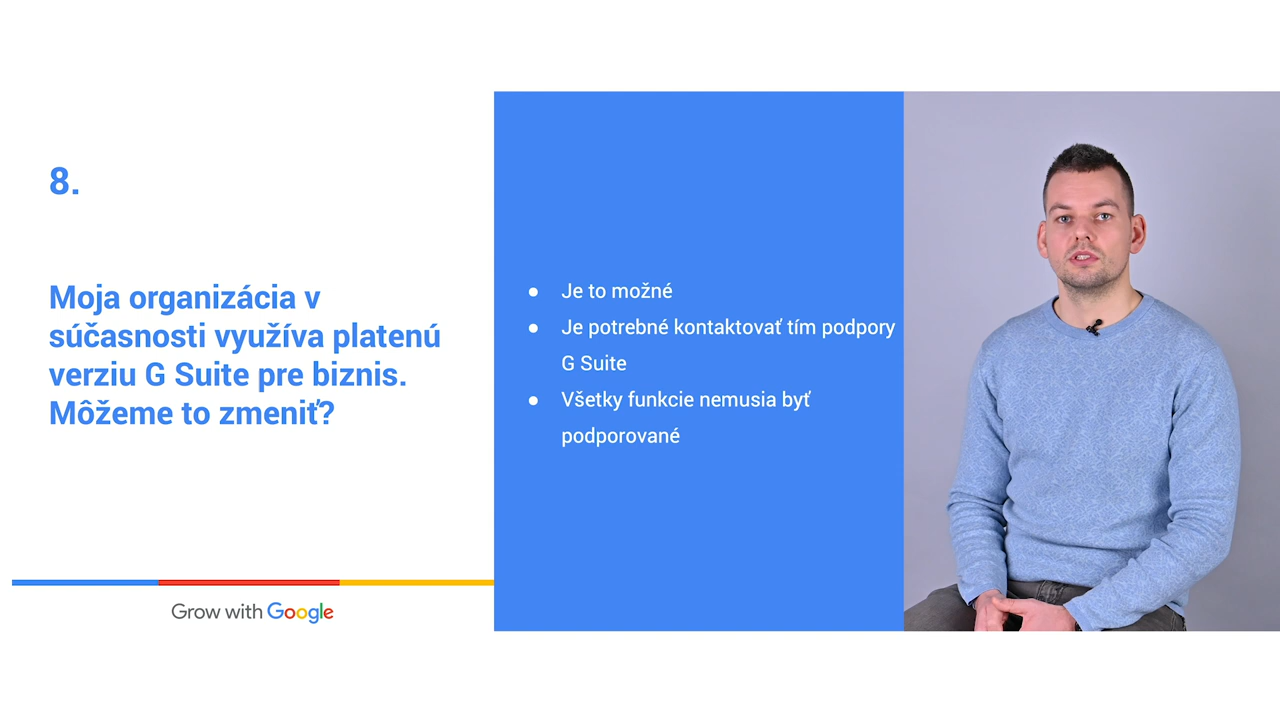 8.
Moja organizácia v
súčasnosti využíva platenú
verziu G Suite pre biznis.
Môžeme to zmeniť?
● Je to možné
● Je potrebné kontaktovať tím podpory
G Suite
● Všetky funkcie nemusia byť
podporované
Grow with Google